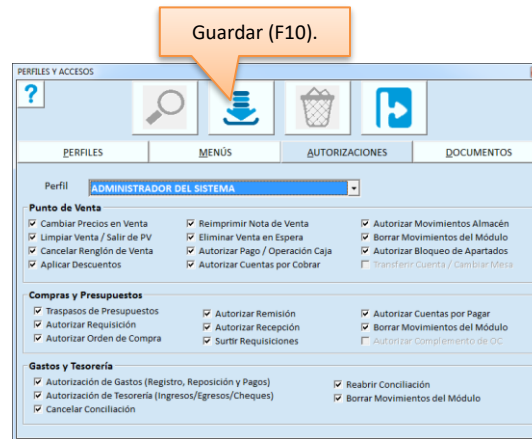 Guardar (F10).
PERFILES Y ACCESOS
?
PERFILES MENÚS AUTORIZACIONES DOCUMENTOS
Perfil ADMINISTRADOR DEL SISTEMA
Punto de Venta
Cambiar Precios en Venta Reimprimir Nota de Venta Autorizar Movimientos Almacén
Limpiar Venta / Salir de PV Eliminar Venta en Espera Borrar Movimientos del Módulo
Cancelar Renglón de Venta Autorizar Pago / Operación Caja Autorizar Bloqueo de Apartados
Aplicar Descuentos Autorizar Cuentas por Cobrar Transferir Cuenta / Cambiar Mesa
Compras y Presupuestos
Traspasos de Presupuestos Autorizar Remisión Autorizar Cuentas por Pagar
Autorizar Requisición Autorizar Recepción Borrar Movimientos del Módulo
Autorizar Orden de Compra Surtir Requisiciones Autorizar Complemento de OC
Gastos y Tesorería
Autorización de Gastos (Registro, Reposición y Pagos) Reabrir Conciliación
Autorización de Tesorería (Ingresos/Egresos/Cheques) Borrar Movimientos del Módulo
Cancelar Conciliación